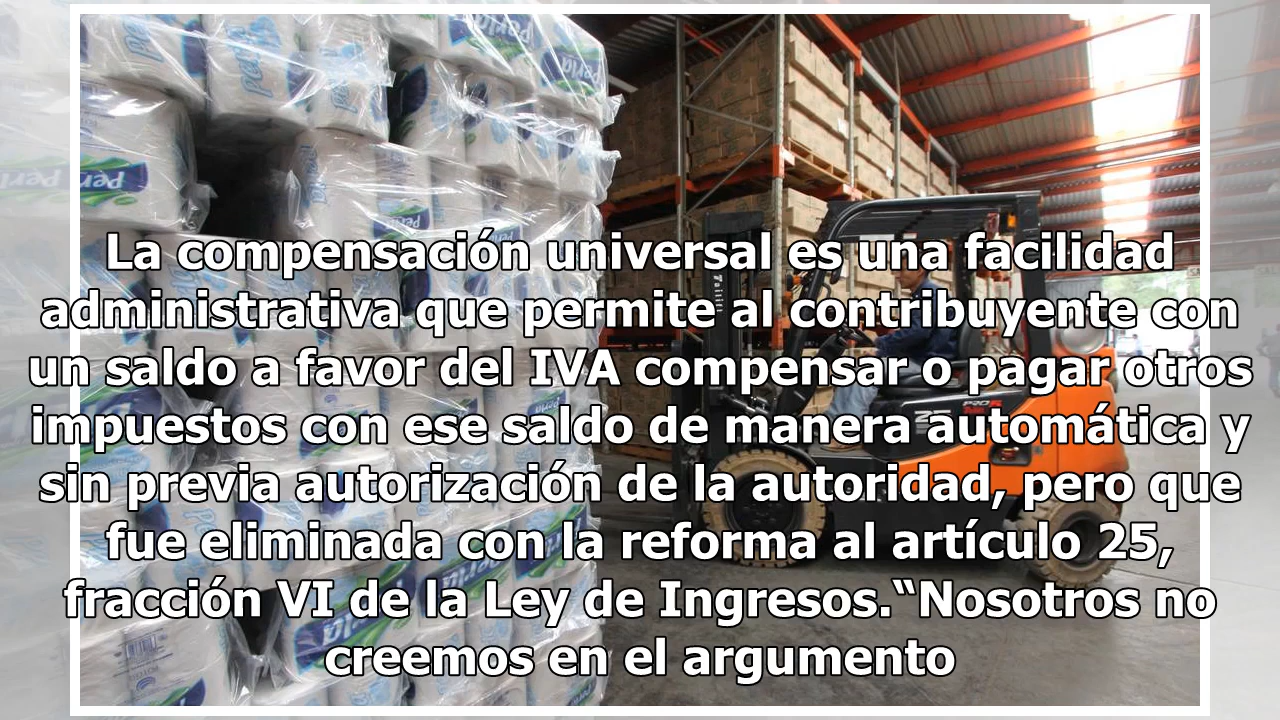 La compensación universal es una facilidad
administrativa que permite al contribuyente con
un saldo a favor del IVA compensar o pagar otros
impuestos con ese saldo de manera automática y
sin previa autorización de la autoridad, pero que
fue eliminada con la reforma al artículo 25,
fracción VI de la Ley de Ingresos.“Nosotros no
creemos en el argumento
Perla
25